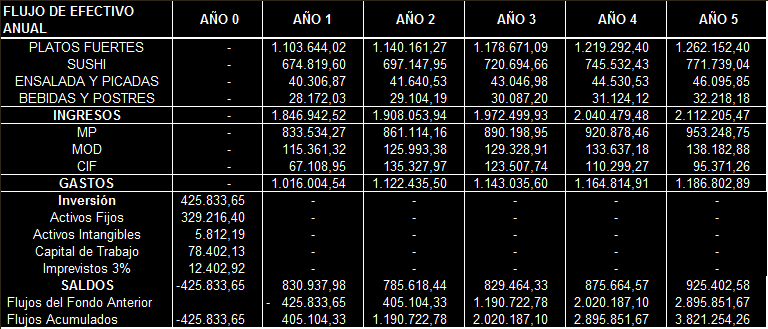 FLUJO DE EFECTIVO ANUAL AÑO 0 AÑO 1 AÑO 2 AÑO 3 AÑO 4 AÑO 5
PLATOS FUERTES - 1.103.644,02 1.140.161,27 1.178.671,09 1.219.292,40 1.262.152,40
SUSHI - 674.819,60 697.147,95 720.694,66 745.532,43 771.739,04
ENSALADA Y PICADAS - 40.306,87 41.640,53 43.046,98 44.530,53 46.095,85
BEBIDAS Y POSTRES - 28.172,03 29.104,19 30.087,20 31.124,12 32.218,18
INGRESOS - 1.846.942,52 1.908.053,94 1.972.499,93 2.040.479,48 2.112.205,47
MP - 833.534,27 861.114,16 890.198,95 920.878,46 953.248,75
MOD - 115.361,32 125.993,38 129.328,91 133.637,18 138.182,88
CIF - 67.108,95 135.327,97 123.507,74 110.299,27 95.371,26
GASTOS - 1.016.004,54 1.122.435,50 1.143.035,60 1.164.814,91 1.186.802,89
Inversión 425.833,65 - - - - -
Activos Fijos 329.216,40 - - - - -
Activos Intangibles 5.812,19 - - - - -
Capital de Trabajo 78.402,13 - - - - -
Imprevistos 3% 12.402,92 - - - - -
SALDOS -425.833,65 830.937,98 785.618,44 829.464,33 875.664,57 925.402,58
Flujos del Fondo Anterior - 425.833,65 405.104,33 1.190.722,78 2.020.187,10 2.895.851,67
Flujos Acumulados -425.833,65 405.104,33 1.190.722,78 2.020.187,10 2.895.851,67 3.821.254,26